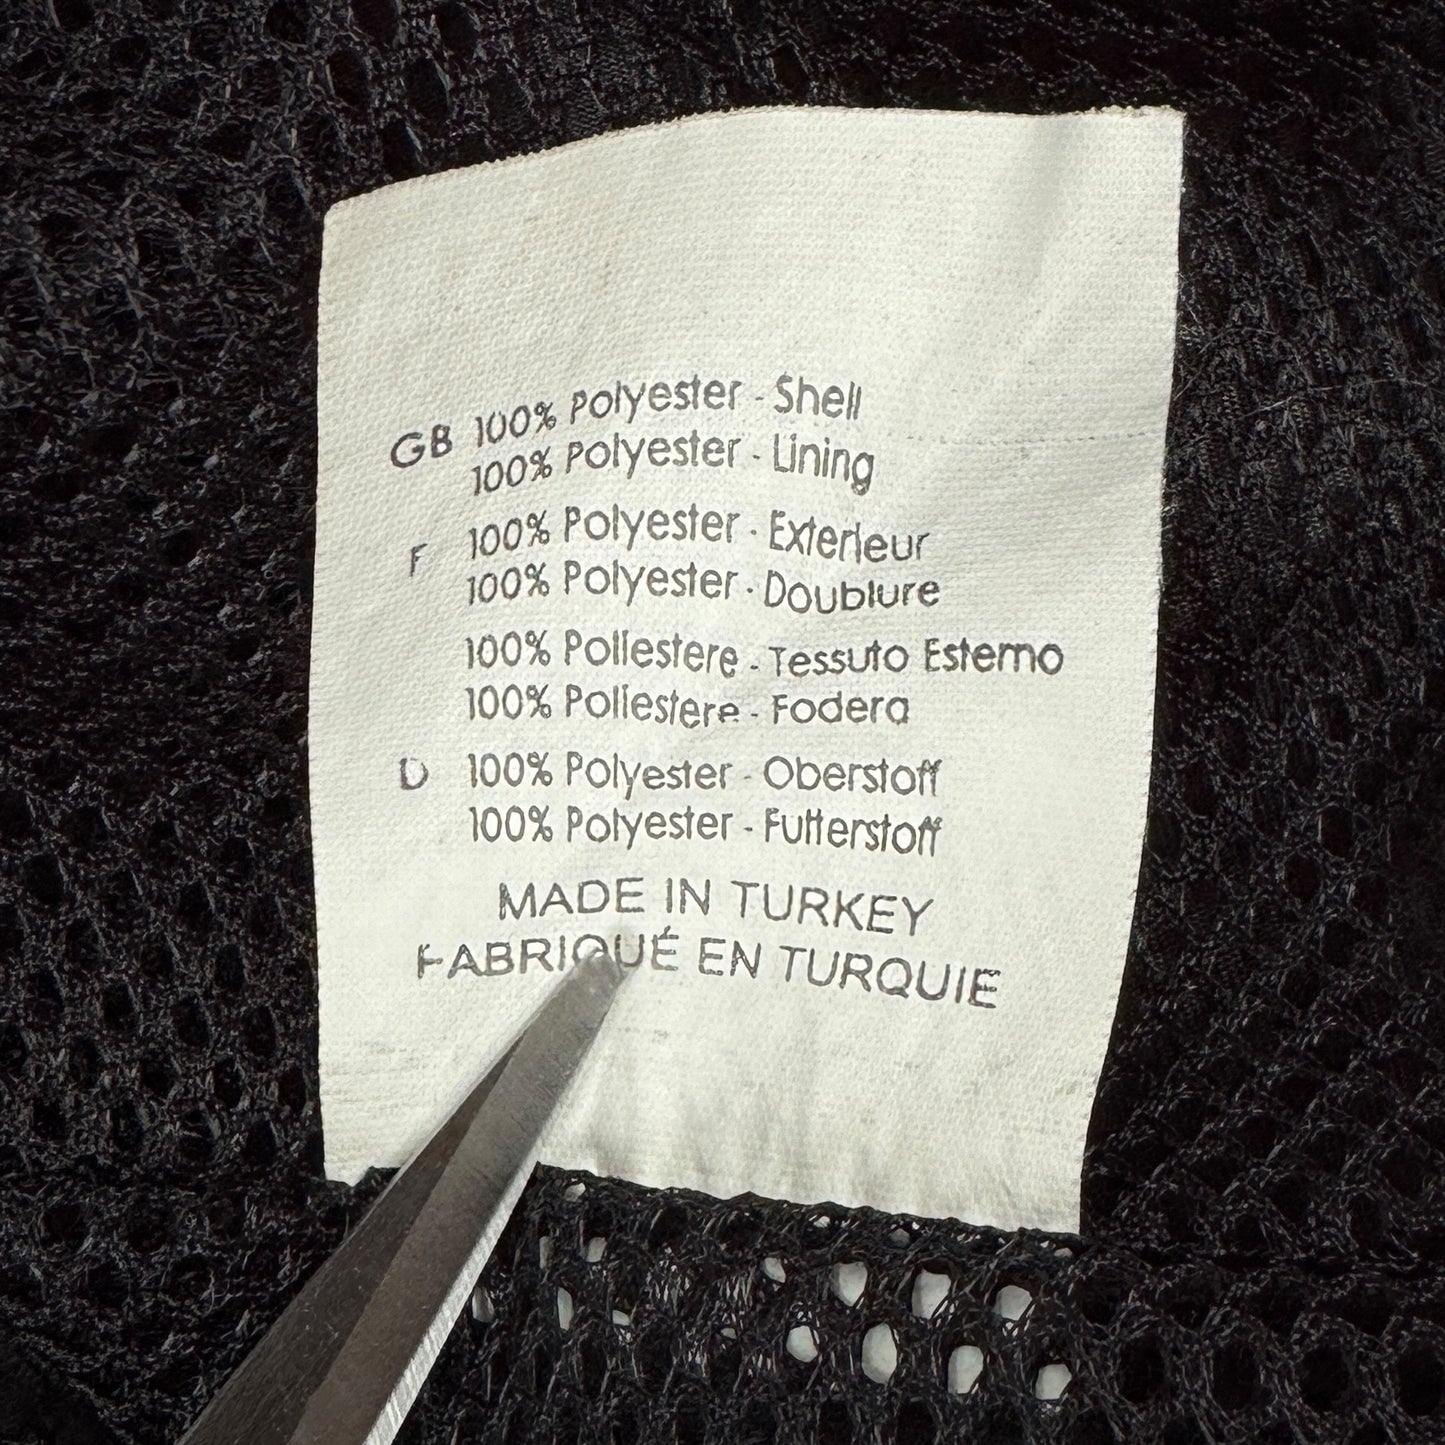 GB 100% Polyester - Shell
100% Polyester - Lining
F 100% Polyester - Exterieur
100% Polyester - Doublure
100% Poliestere - Tessuto Esterno
100% Poliestere - Fodera
D 100% Polyester - Oberstoff
100% Polyester - Futterstoff
MADE IN TURKEY
FABRIQUÉ EN TURQUIE